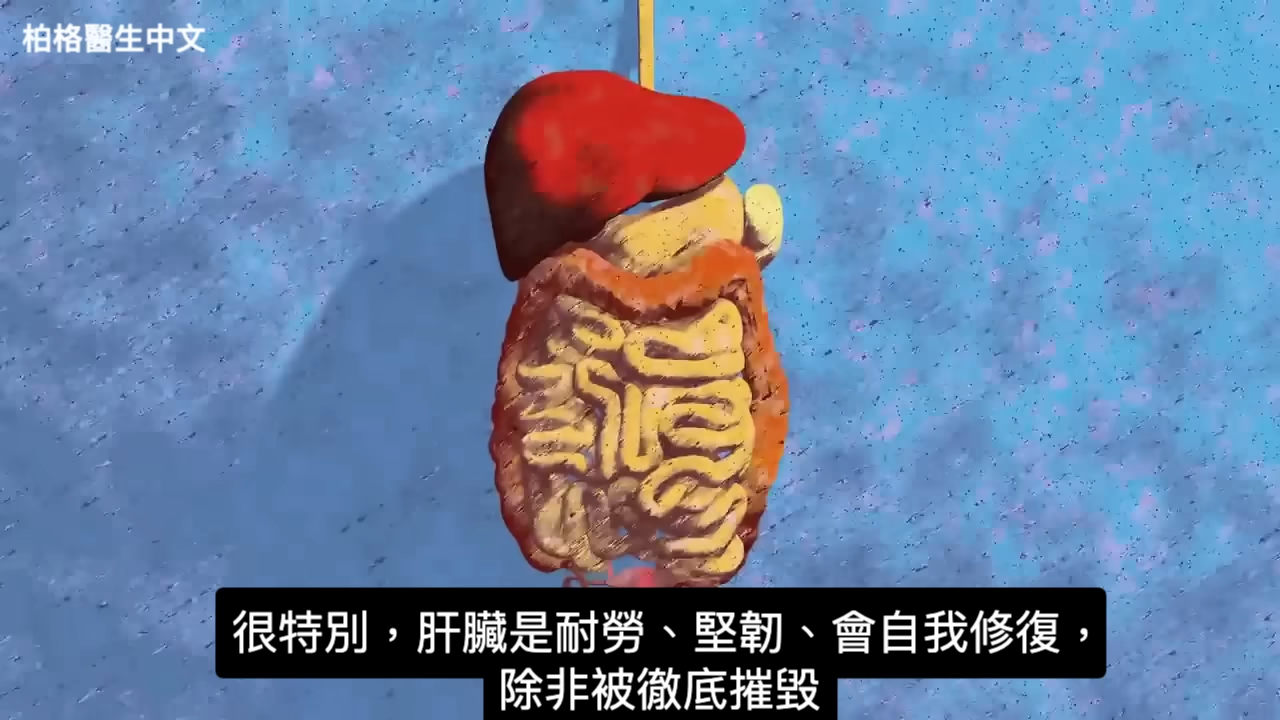 柏格醫生中文
很特別，肝臟是耐勞、堅韌、會自我修復，
除非被徹底摧毀